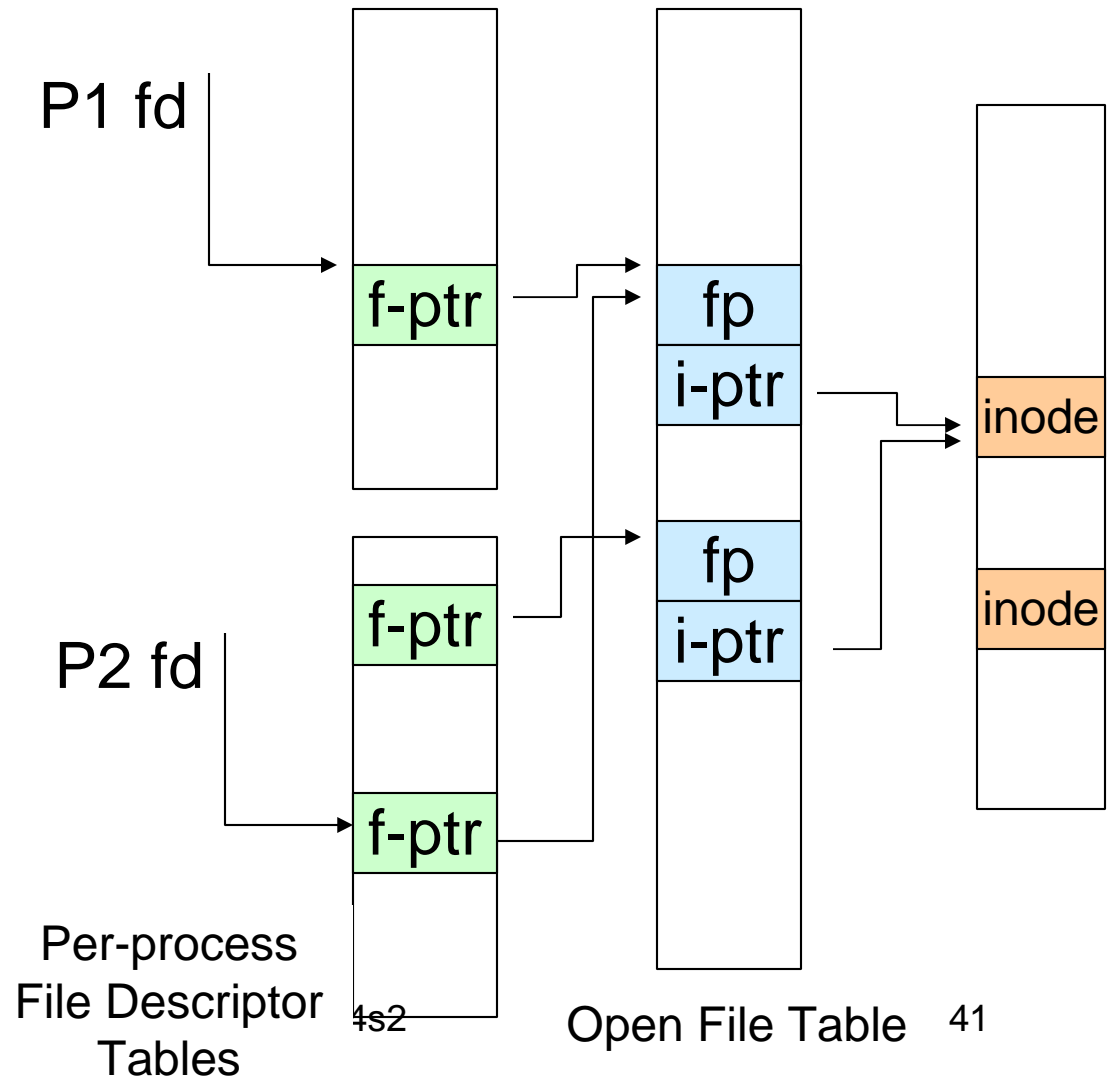 P1 fd
f-ptr
fp
i-ptr
inode
fp
i-ptr
inode
f-ptr
P2 fd
f-ptr
Per-process
File Descriptor
Tables
4s2
Open File Table
41